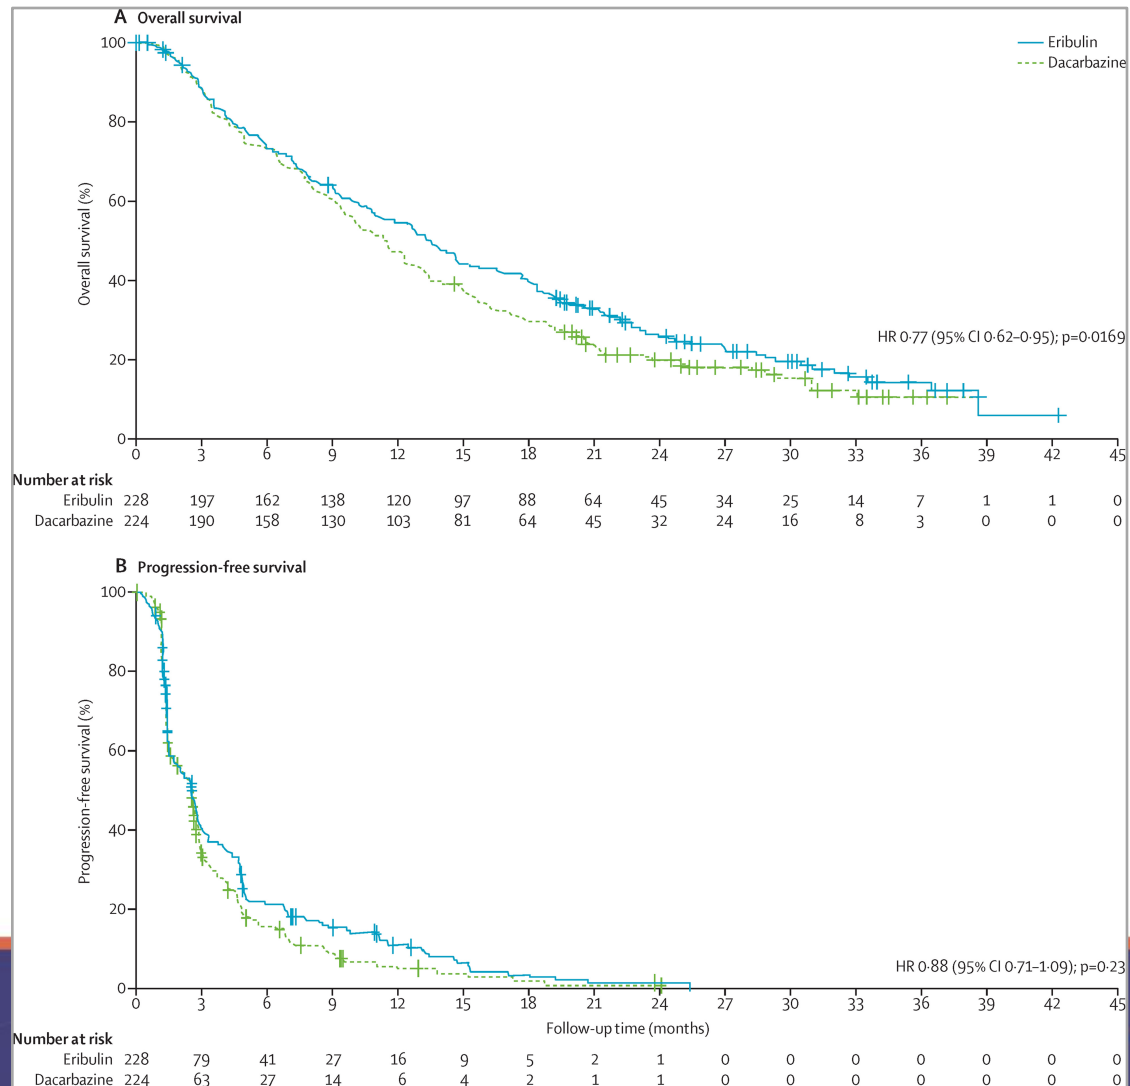 A Overall survival
Eribulin
Dacarbazine
100
80
60
40
20
0
Overall survival (%)
HR 0·77 (95% CI 0·62–0·95); p=0·0169
0 3 6 9 12 15 18 21 24 27 30 33 36 39 42 45
Number at risk
Eribulin 228 197 162 138 120 97 88 64 45 34 25 14 7 1 1 0
Dacarbazine 224 190 158 130 103 81 64 45 32 24 16 8 3 0 0 0
B Progression-free survival
100
80
60
40
20
0
Progression-free survival (%)
HR 0·88 (95% CI 0·71–1·09); p=0·23
0 3 6 9 12 15 18 21 24 27 30 33 36 39 42 45
Follow-up time (months)
Number at risk
Eribulin 228 79 41 27 16 9 5 2 1 0 0 0 0 0 0 0
Dacarbazine 224 63 27 14 6 4 2 1 1 0 0 0 0 0 0 0